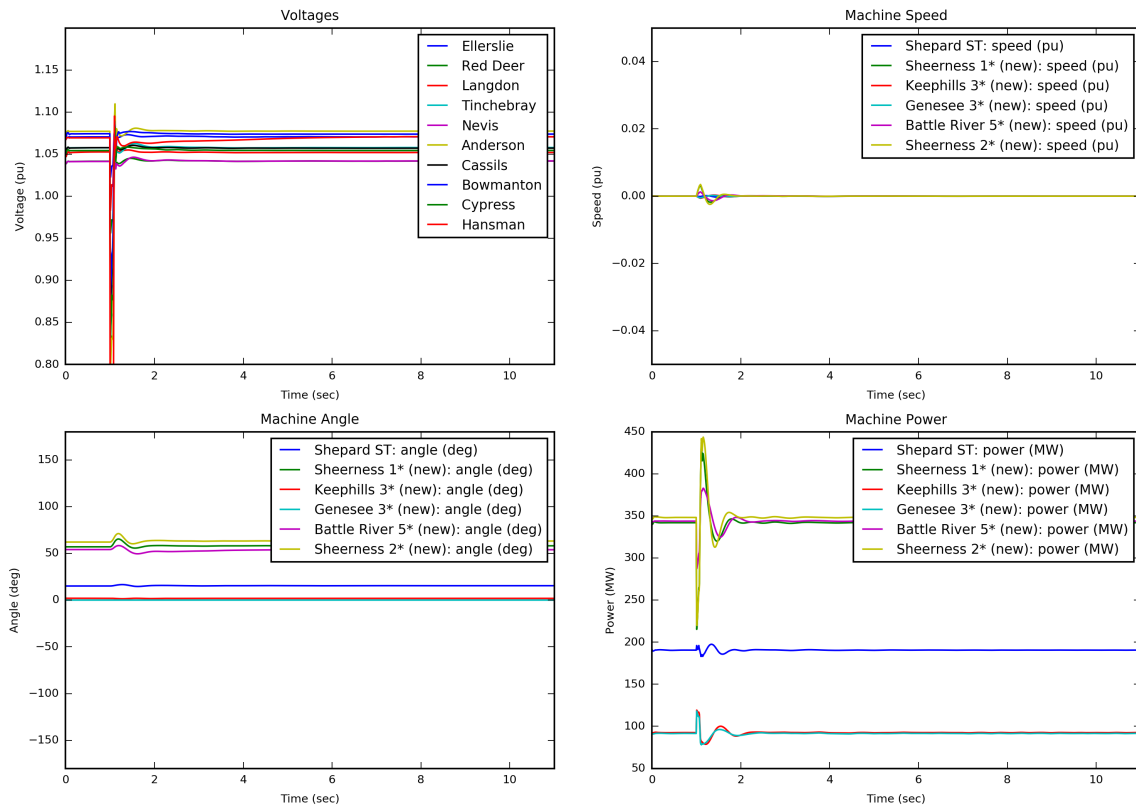 Voltages
Voltage (pu)
1.15
1.10
1.05
1.00
0.95
0.90
0.85
0.80
0 2 4 6 8 10
Time (sec)
Ellerslie
Red Deer
Langdon
Tinchebray
Nevis
Anderson
Cassils
Bowmanton
Cypress
Hansman
Machine Speed
Speed (pu)
0.04
0.02
0.00
−0.02
−0.04
0 2 4 6 8 10
Time (sec)
Shepard ST: speed (pu)
Sheerness 1* (new): speed (pu)
Keephills 3* (new): speed (pu)
Genesee 3* (new): speed (pu)
Battle River 5* (new): speed (pu)
Sheerness 2* (new): speed (pu)
Machine Angle
Angle (deg)
150
100
50
0
−50
−100
−150
0 2 4 6 8 10
Time (sec)
Shepard ST: angle (deg)
Sheerness 1* (new): angle (deg)
Keephills 3* (new): angle (deg)
Genesee 3* (new): angle (deg)
Battle River 5* (new): angle (deg)
Sheerness 2* (new): angle (deg)
Machine Power
Power (MW)
450
400
350
300
250
200
150
100
50
0 2 4 6 8 10
Time (sec)
Shepard ST: power (MW)
Sheerness 1* (new): power (MW)
Keephills 3* (new): power (MW)
Genesee 3* (new): power (MW)
Battle River 5* (new): power (MW)
Sheerness 2* (new): power (MW)